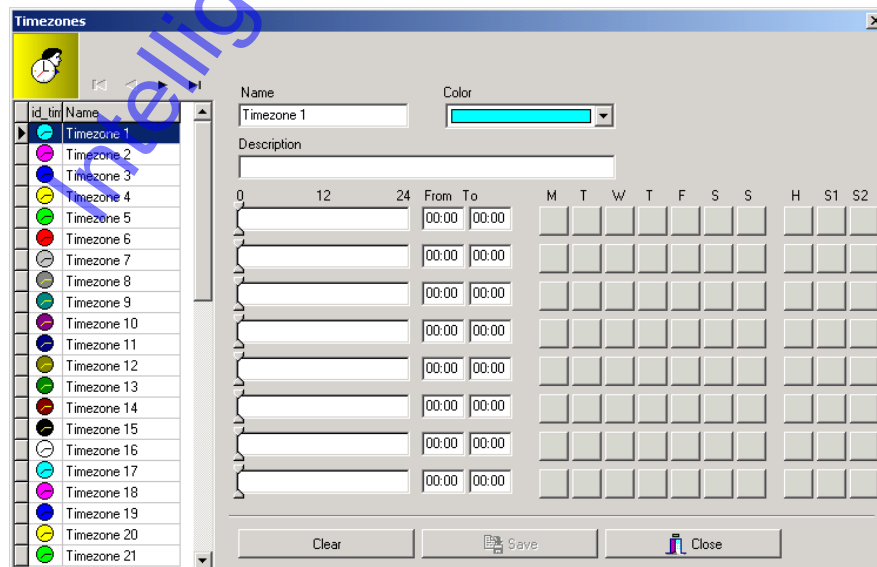 Timezones
Intellig
Name
Color
id_tim
Name
Timezone 1
Timezone 1
Timezone 2
Description
Timezone 3
Timezone 4
0 12 24 From To M T W T F S S H S1 S2
Timezone 5
00:00 00:00
Timezone 6
Timezone 7
00:00 00:00
Timezone 8
Timezone 9
00:00 00:00
Timezone 10
Timezone 11
00:00 00:00
Timezone 12
00:00 00:00
Timezone 13
Timezone 14
00:00 00:00
Timezone 15
Timezone 16
00:00 00:00
Timezone 17
00:00 00:00
Timezone 18
Timezone 19
Timezone 20
Clear Save Close
Timezone 21